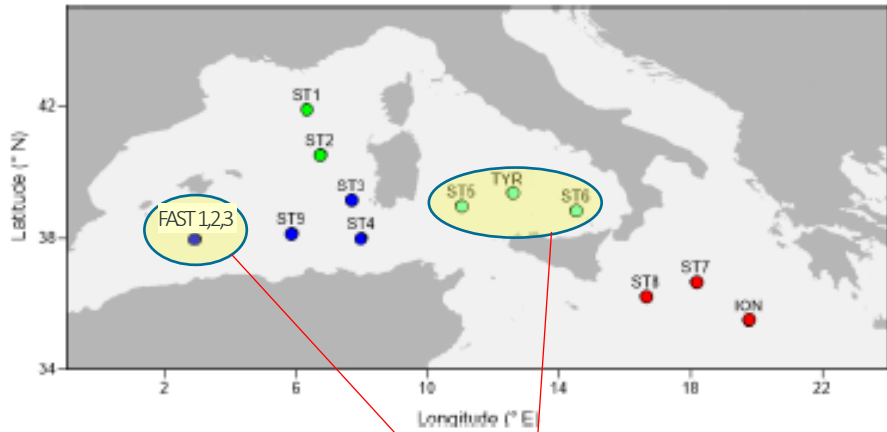 42
ST1
ST2
ST3
TYR
ST5
ST6
FAST 1,2,3
ST9
ST4
38
ST8
ST7
ION
34
2
6
10
14
18
22
Latitude (° N)
Longitude (° E)